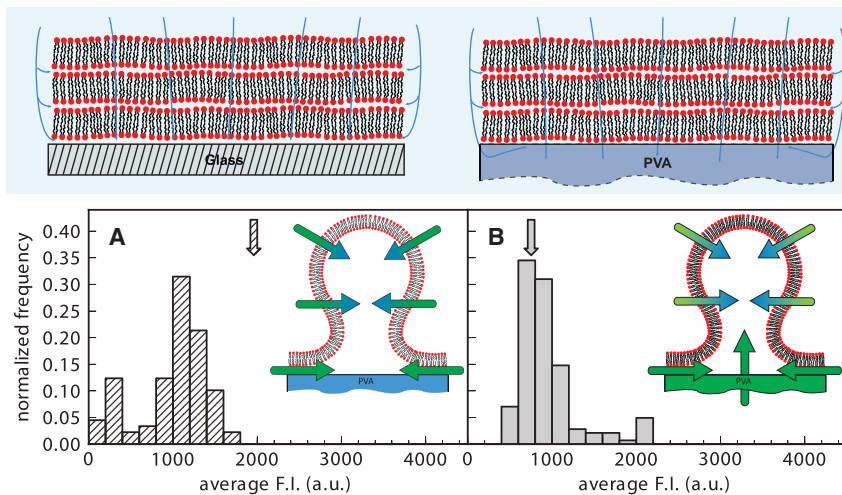 Glass
PVA
A
B
normalized frequency
0.40
0.35
0.30
0.25
0.20
0.15
0.10
0.05
0.00
PVA
PVA
0 1000 2000 3000 4000
0 1000 2000 3000 4000
average F.I. (a.u.)
average F.I. (a.u.)